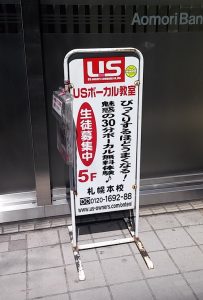 Aomori Ban
US
USボーカル教室
びっくりするほどうまくなる!
魅惑の30分ボーカル無料体験♪
生徒募集中
5F
札幌本校
0120-1692-88